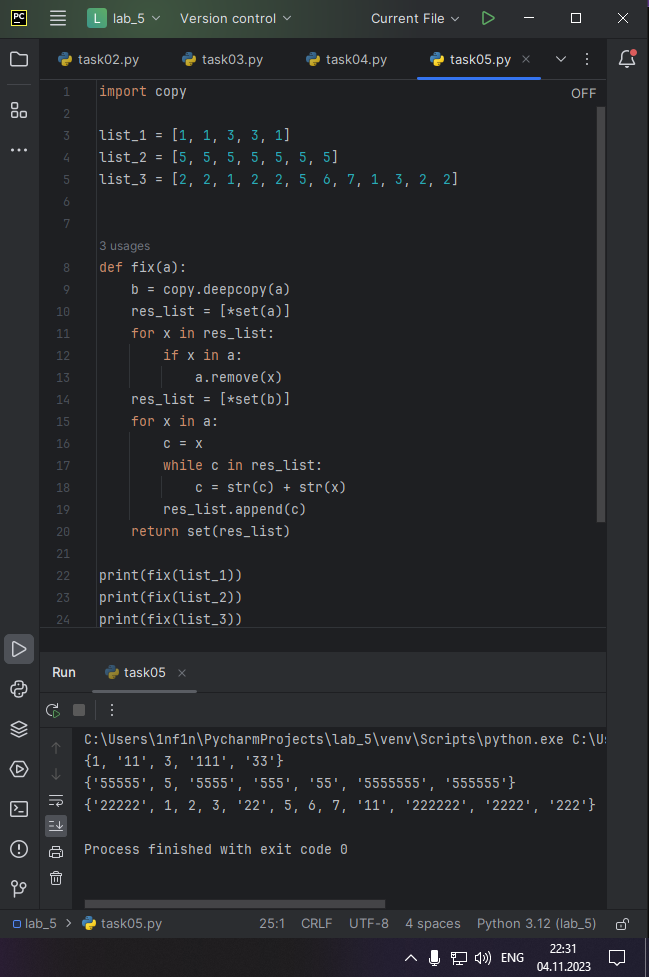 PC L lab_5 Version control Current File
task02.py task03.py task04.py task05.py
OFF
1 import copy
2
3 list_1 = [1, 1, 3, 3, 1]
4 list_2 = [5, 5, 5, 5, 5, 5, 5]
5 list_3 = [2, 2, 1, 2, 2, 5, 6, 7, 1, 3, 2, 2]
6
7
3 usages
8 def fix(a):
9     b = copy.deepcopy(a)
10     res_list = [*set(a)]
11     for x in res_list:
12         if x in a:
13             a.remove(x)
14     res_list = [*set(b)]
15     for x in a:
16         c = x
17         while c in res_list:
18             c = str(c) + str(x)
19         res_list.append(c)
20     return set(res_list)
21
22 print(fix(list_1))
23 print(fix(list_2))
24 print(fix(list_3))
Run task05
C:\Users\1nf1n\PycharmProjects\lab_5\venv\Scripts\python.exe C:\Us
{1, '11', 3, '111', '33'}
{'55555', 5, '5555', '555', '55', '5555555', '555555'}
{'22222', 1, 2, 3, '22', 5, 6, 7, '11', '222222', '2222', '222'}
Process finished with exit code 0
lab_5 > task05.py 25:1 CRLF UTF-8 4 spaces Python 3.12 (lab_5)
ENG 22:31
04.11.2023